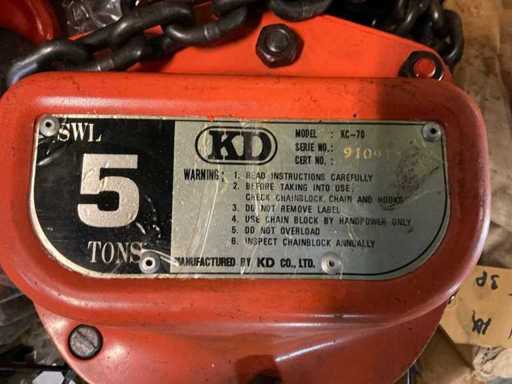 SWL
5
TONS
KD
MODEL : KC-70
SERIE NO.:
CERT NO. :
WARNING: 1. READ INSTRUCTIONS CAREFULLY
2. BEFORE TAKING INTO USE
CHECK CHAINBLOCK, CHAIN AND HOOKS
3. DO NOT REMOVE LABEL
4. USE CHAIN BLOCK BY HANDPOWER ONLY
5. DO NOT OVERLOAD
6. INSPECT CHAINBLOCK ANNUALLY
MANUFACTURED BY KD CO., LTD.